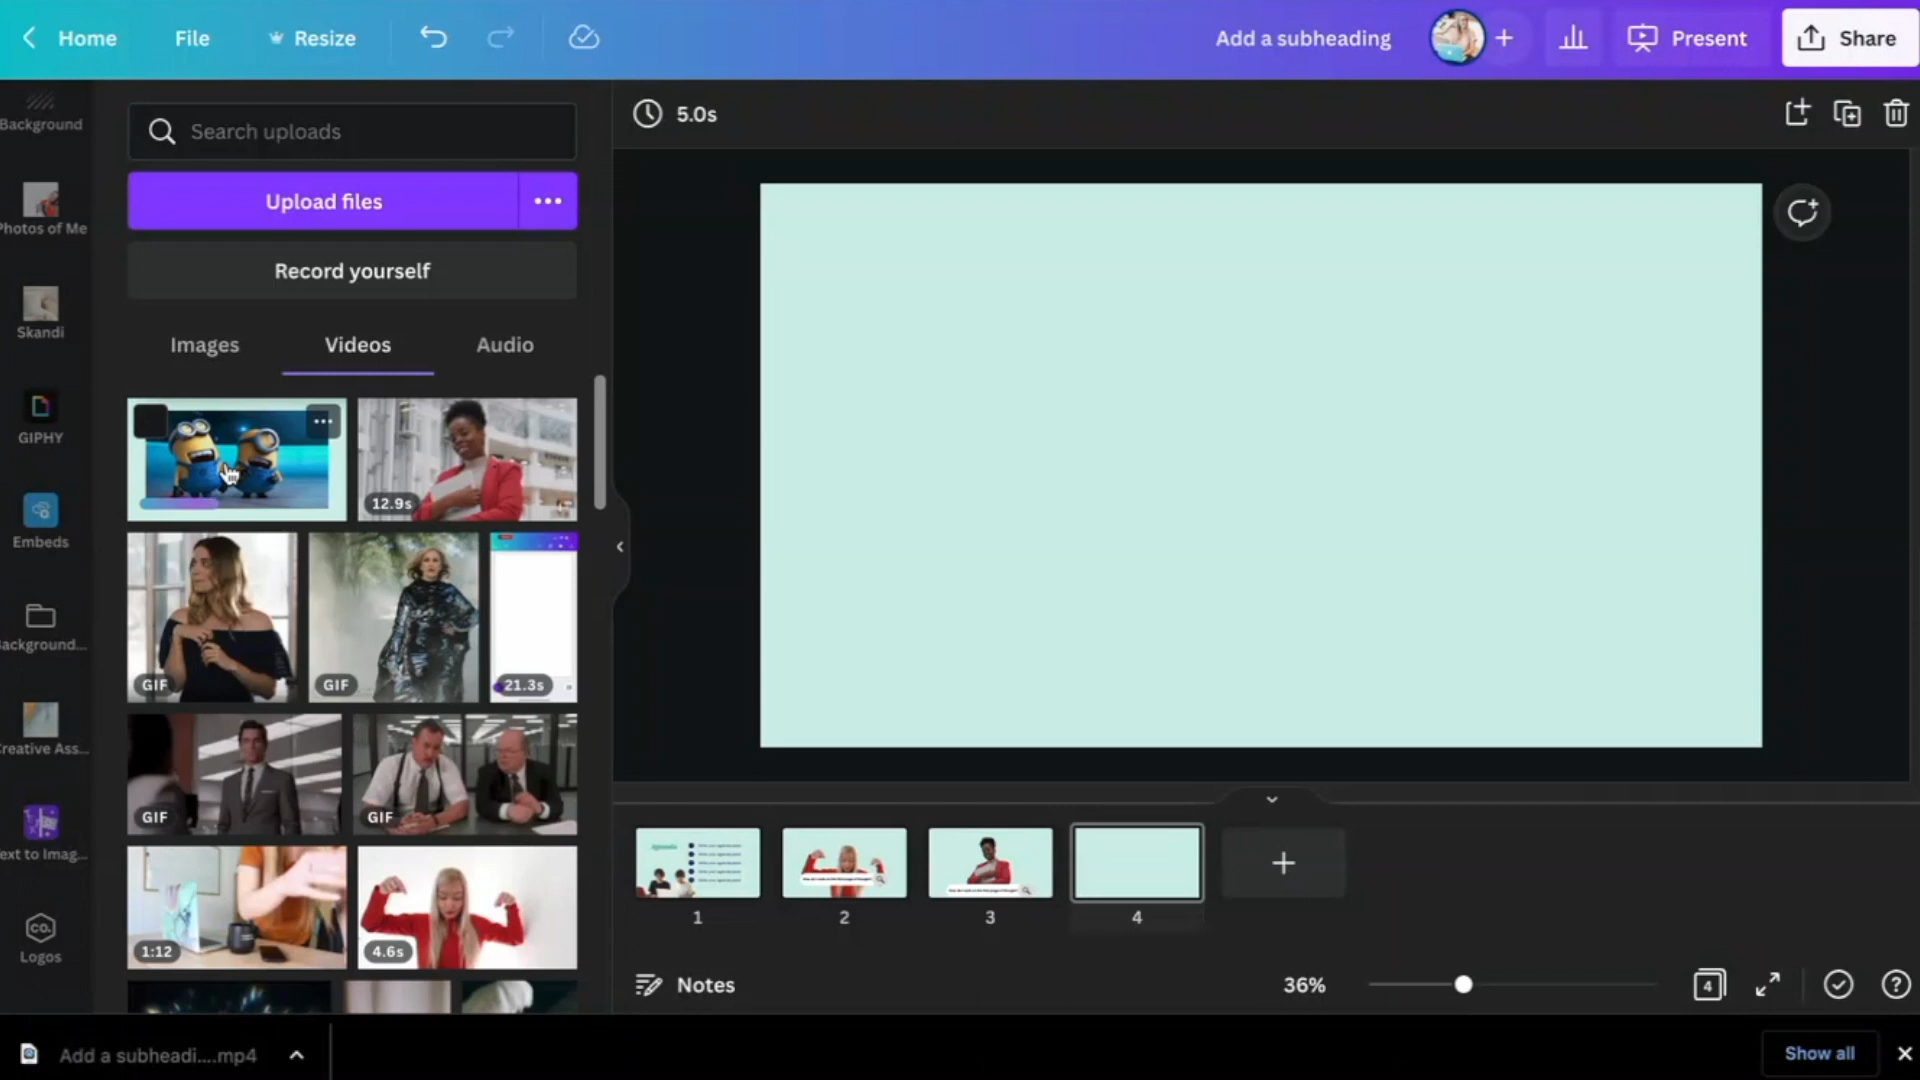 Home
File
Resize
Add a subheading
Present
Share
Background
Photos of Me
Skandi
GIPHY
Embeds
ackground...
reative Ass...
ext to Imag...
CO.
Logos
Search uploads
Upload files
Record yourself
Images
Videos
Audio
12.9s
GIF
GIF
21.3s
GIF
GIF
1:12
4.6s
5.0s
Agenda
1
2
3
4
Notes
36%
4
Add a subheadi....mp4
Show all